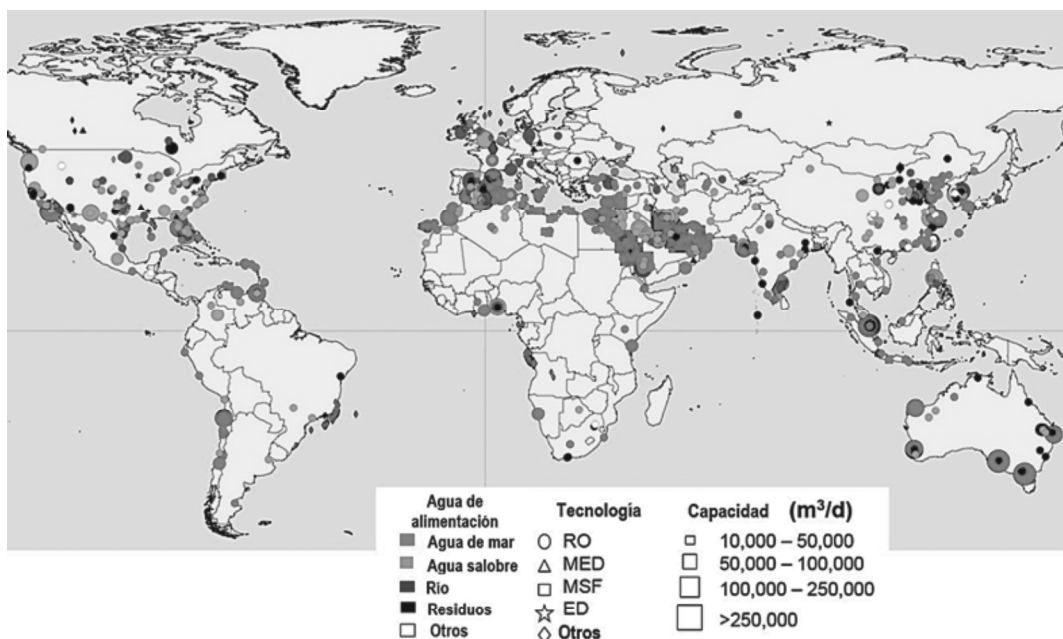 Agua de
alimentación
Agua de mar
Agua salobre
Rio
Residuos
Otros
Tecnología
RO
MED
MSF
ED
Otros
Capacidad (m³/d)
10,000 – 50,000
50,000 – 100,000
100,000 – 250,000
>250,000